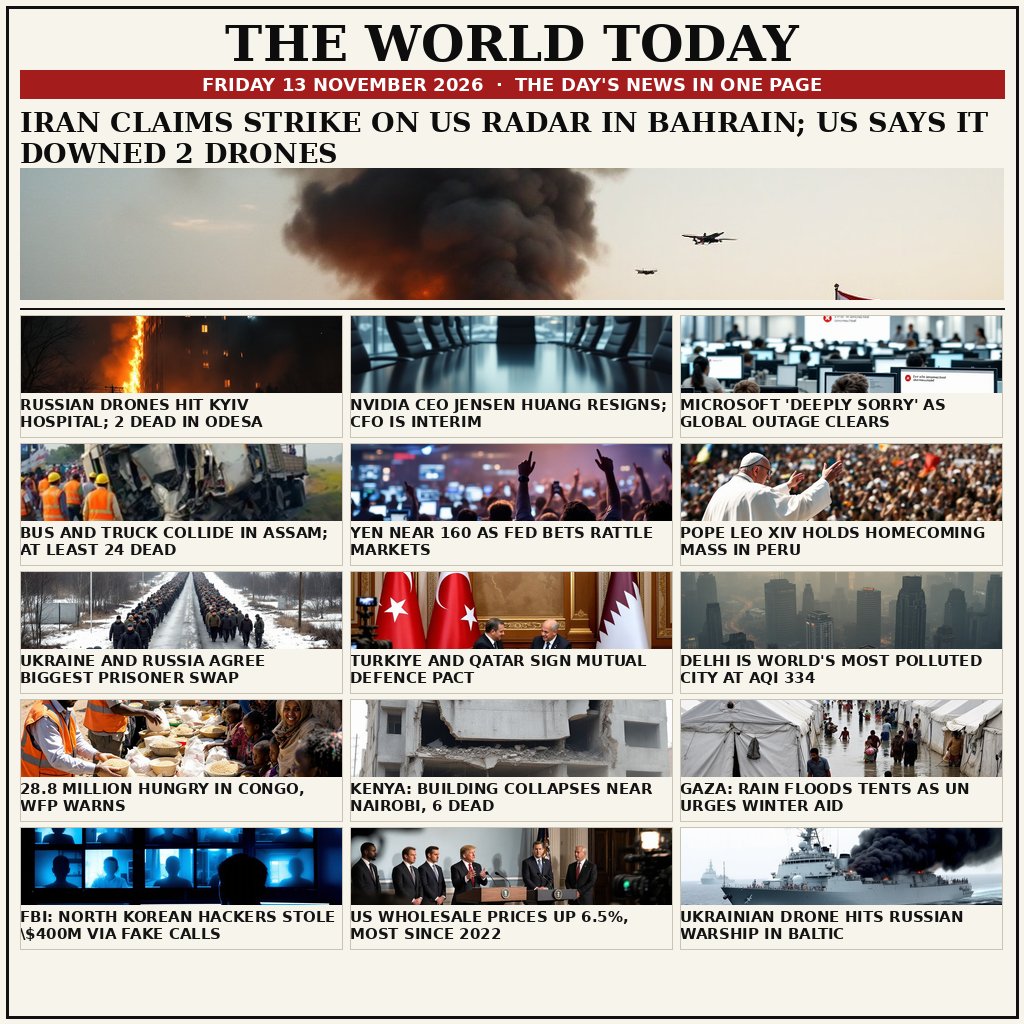 THE WORLD TODAY
FRIDAY 13 NOVEMBER 2026 · THE DAY'S NEWS IN ONE PAGE
IRAN CLAIMS STRIKE ON US RADAR IN BAHRAIN; US SAYS IT
DOWNED 2 DRONES
RUSSIAN DRONES HIT KYIV
HOSPITAL; 2 DEAD IN ODESA
NVIDIA CEO JENSEN HUANG RESIGNS;
CFO IS INTERIM
MICROSOFT 'DEEPLY SORRY' AS
GLOBAL OUTAGE CLEARS
BUS AND TRUCK COLLIDE IN ASSAM;
AT LEAST 24 DEAD
YEN NEAR 160 AS FED BETS RATTLE
MARKETS
POPE LEO XIV HOLDS HOMECOMING
MASS IN PERU
UKRAINE AND RUSSIA AGREE
BIGGEST PRISONER SWAP
TURKIYE AND QATAR SIGN MUTUAL
DEFENCE PACT
DELHI IS WORLD'S MOST POLLUTED
CITY AT AQI 334
28.8 MILLION HUNGRY IN CONGO,
WFP WARNS
KENYA: BUILDING COLLAPSES NEAR
NAIROBI, 6 DEAD
GAZA: RAIN FLOODS TENTS AS UN
URGES WINTER AID
FBI: NORTH KOREAN HACKERS STOLE
\$400M VIA FAKE CALLS
US WHOLESALE PRICES UP 6.5%,
MOST SINCE 2022
UKRAINIAN DRONE HITS RUSSIAN
WARSHIP IN BALTIC